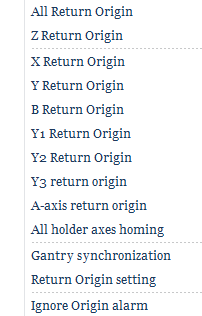 All Return Origin
Z Return Origin
X Return Origin
Y Return Origin
B Return Origin
Y1 Return Origin
Y2 Return Origin
Y3 return origin
A-axis return origin
All holder axes homing
Gantry synchronization
Return Origin setting
Ignore Origin alarm